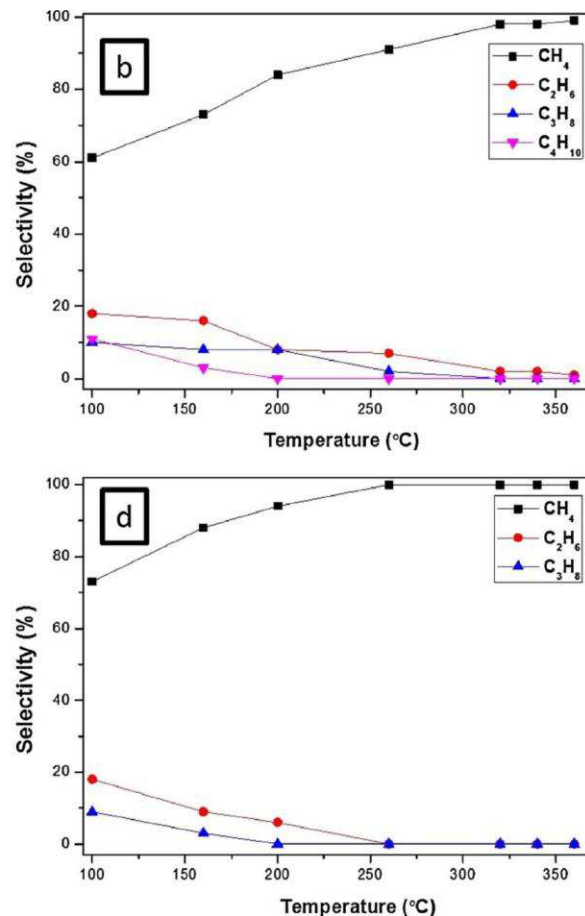 100
b
CH₄
C₂H₆
C₃H₈
C₄H₁₀
80
60
40
20
0
Selectivity (%)
100 150 200 250 300 350
Temperature (°C)
100
d
CH₄
C₂H₆
C₃H₈
80
60
40
20
0
Selectivity (%)
100 150 200 250 300 350
Temperature (°C)